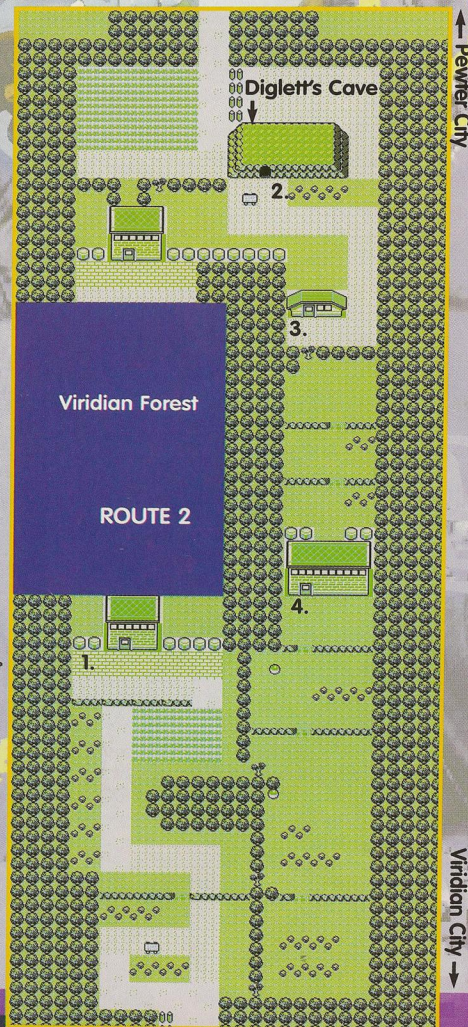 Pewter City
Diglett's Cave
2.
3.
Viridian Forest
ROUTE 2
4.
1.
Viridian City